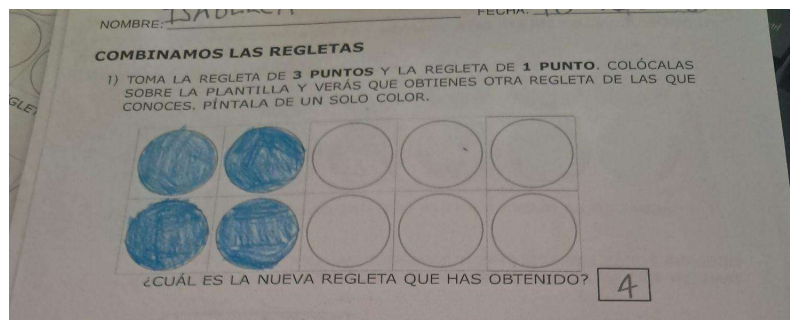 NOMBRE: ISABELLA
FECHA:
COMBINAMOS LAS REGLETAS
1) TOMA LA REGLETA DE 3 PUNTOS Y LA REGLETA DE 1 PUNTO. COLÓCALAS
SOBRE LA PLANTILLA Y VERÁS QUE OBTIENES OTRA REGLETA DE LAS QUE
CONOCES. PÍNTALA DE UN SOLO COLOR.
¿CUÁL ES LA NUEVA REGLETA QUE HAS OBTENIDO? 4